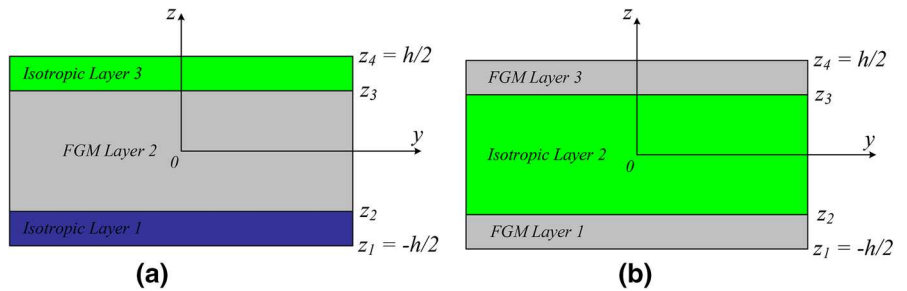 z
Isotropic Layer 3
z₄ = h/2
z₃
FGM Layer 2
0
y
z₂
Isotropic Layer 1
z₁ = -h/2
(a)
z
FGM Layer 3
z₄ = h/2
z₃
Isotropic Layer 2
0
y
z₂
FGM Layer 1
z₁ = -h/2
(b)